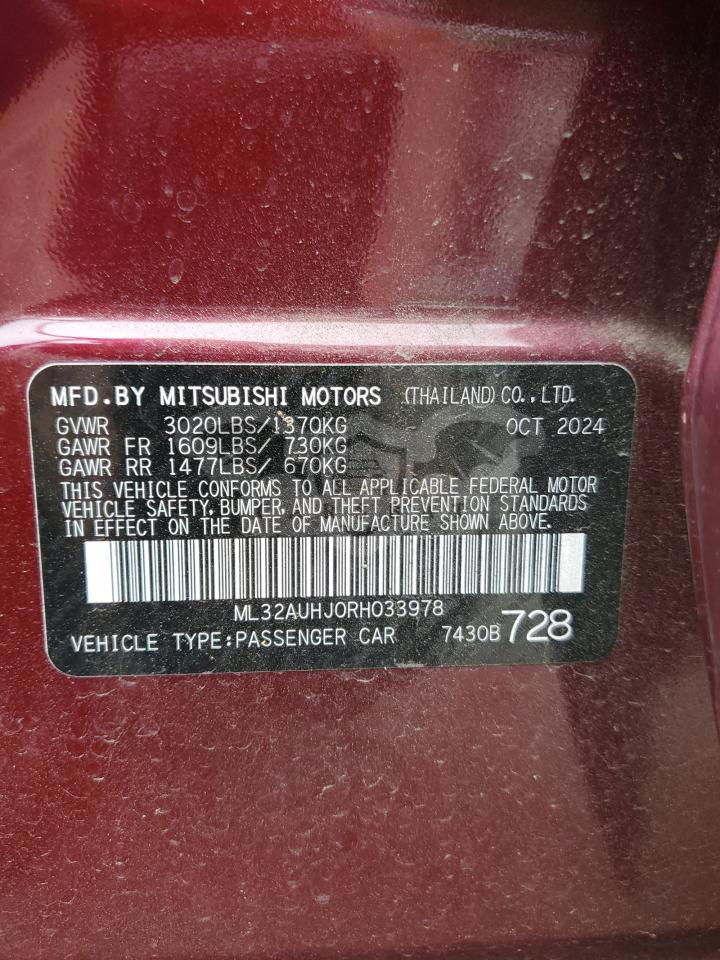 MFD.BY MITSUBISHI MOTORS (THAILAND)CO.,LTD.
GVWR 3020LBS/1370KG OCT 2024
GAWR FR 1609LBS/ 730KG
GAWR RR 1477LBS/ 670KG
THIS VEHICLE CONFORMS TO ALL APPLICABLE FEDERAL MOTOR
VEHICLE SAFETY, BUMPER, AND THEFT PREVENTION STANDARDS
IN EFFECT ON THE DATE OF MANUFACTURE SHOWN ABOVE.
ML32AUHJ0RH033978
VEHICLE TYPE:PASSENGER CAR 7430B 728